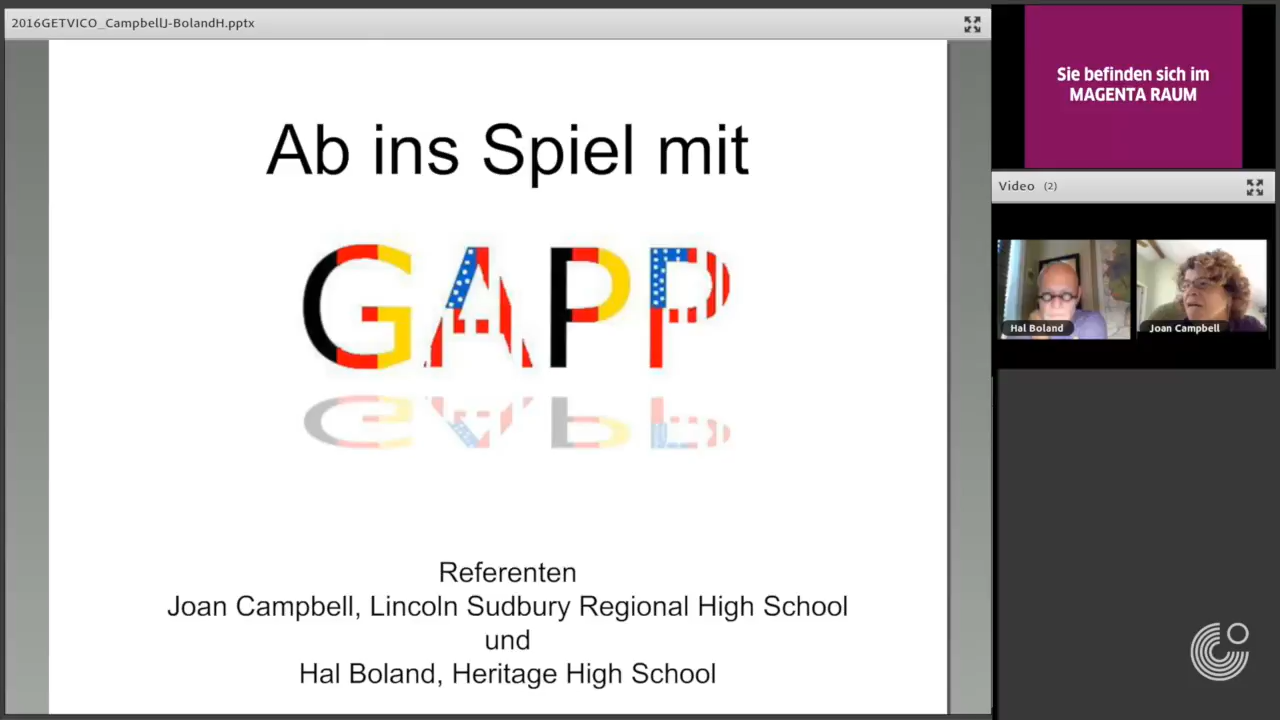 2016GETVICO_CampbellJ-BolandH.pptx
Ab ins Spiel mit
GAPP
Referenten
Joan Campbell, Lincoln Sudbury Regional High School
und
Hal Boland, Heritage High School
Sie befinden sich im
MAGENTA RAUM
Video (2)
Hal Boland
Joan Campbell